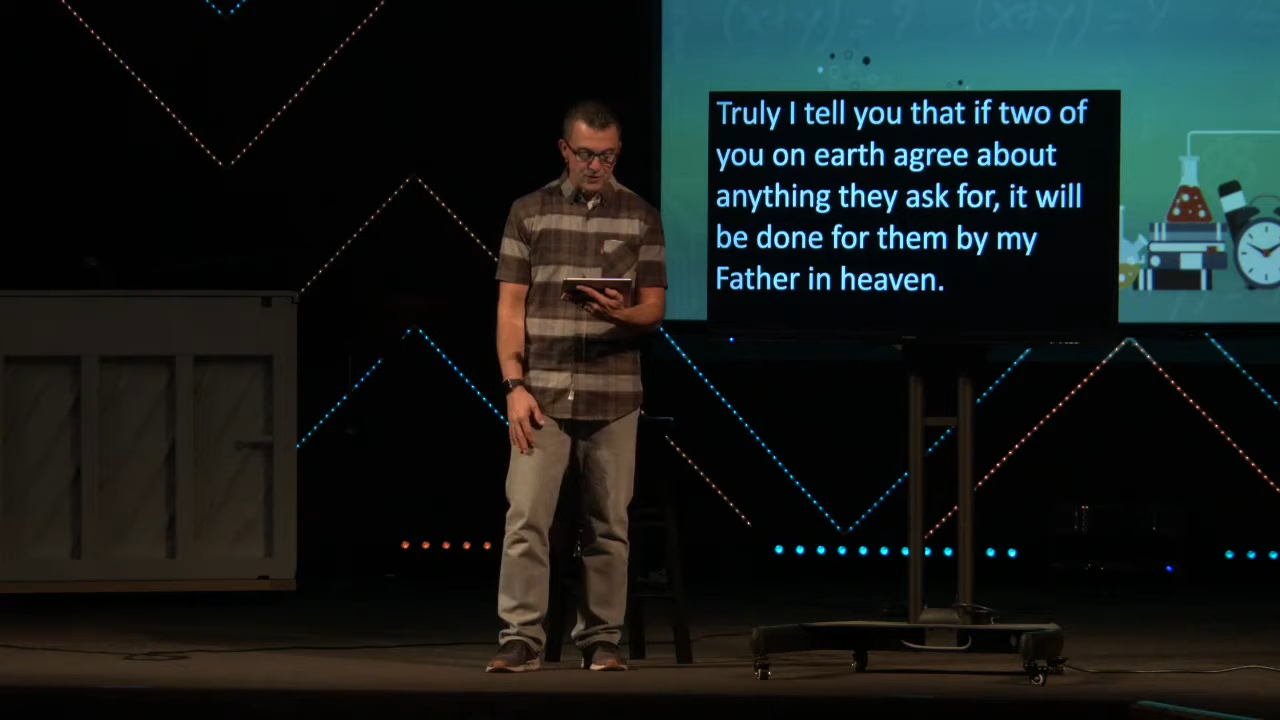 (x+y)=?
(x+y)=y
Truly I tell you that if two of
you on earth agree about
anything they ask for, it will
be done for them by my
Father in heaven.